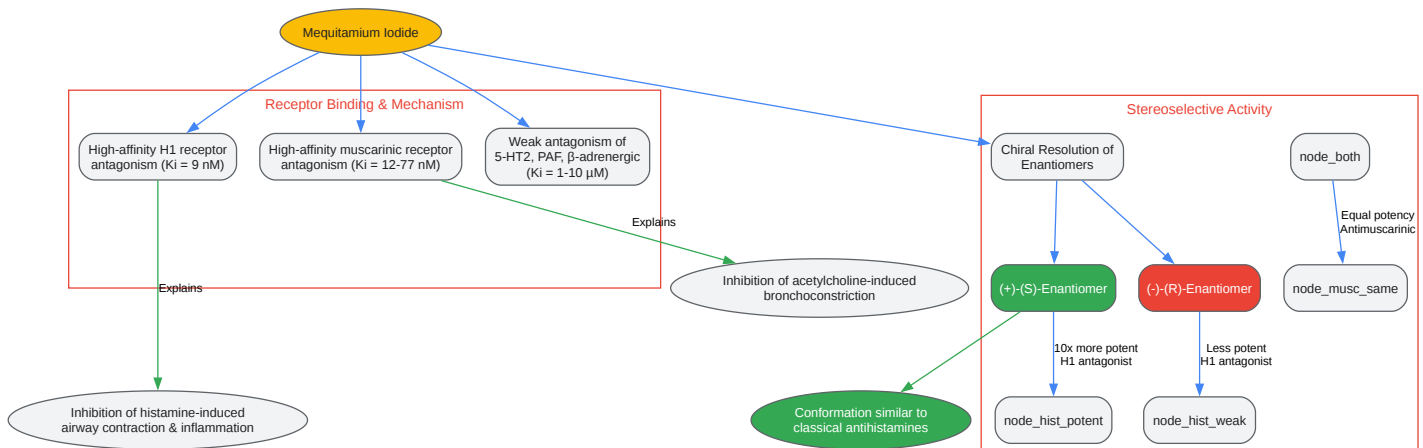 Mequitamium Iodide
Receptor Binding & Mechanism
High-affinity H1 receptor
antagonism (Ki = 9 nM)
High-affinity muscarinic receptor
antagonism (Ki = 12-77 nM)
Weak antagonism of
5-HT2, PAF, β-adrenergic
(Ki = 1-10 µM)
Explains
Explains
Inhibition of acetylcholine-induced
bronchoconstriction
Inhibition of histamine-induced
airway contraction & inflammation
Stereoselective Activity
Chiral Resolution of
Enantiomers
node_both
Equal potency
Antimuscarinic
(+)-(S)-Enantiomer
(-)-(R)-Enantiomer
node_musc_same
10x more potent
H1 antagonist
Less potent
H1 antagonist
Conformation similar to
classical antihistamines
node_hist_potent
node_hist_weak